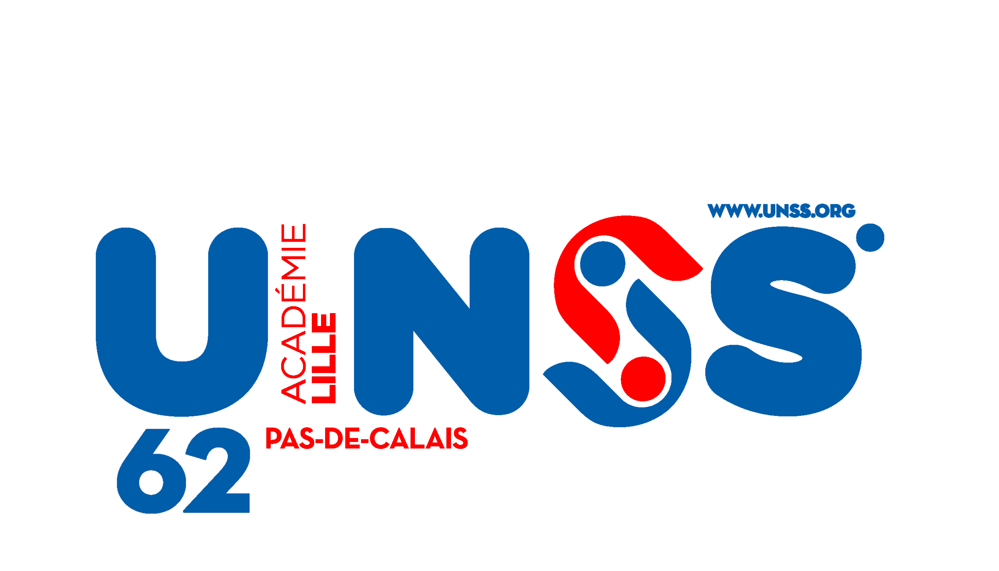 WWW.UNSS.ORG
UNSS
ACADÉMIE
LILLE
62
PAS-DE-CALAIS